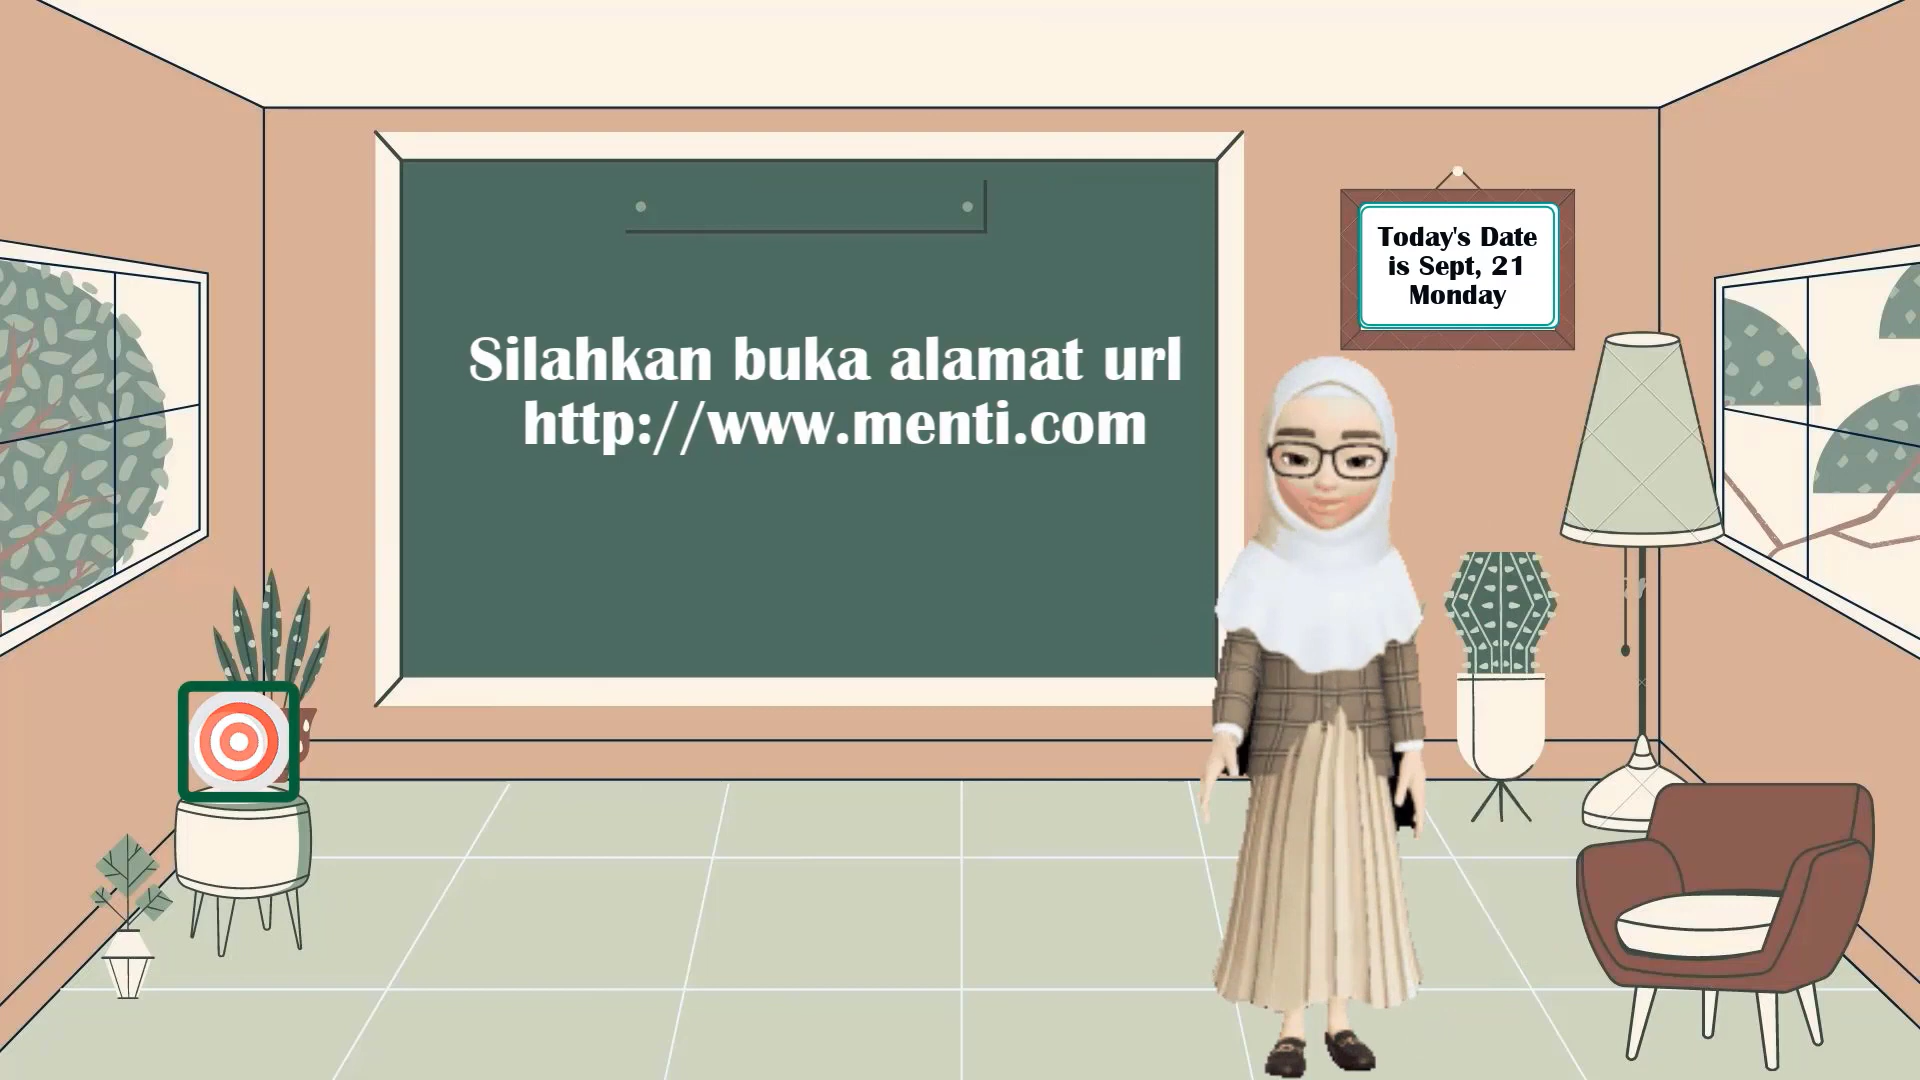 Silahkan buka alamat url
http://www.menti.com
Today's Date
is Sept, 21
Monday